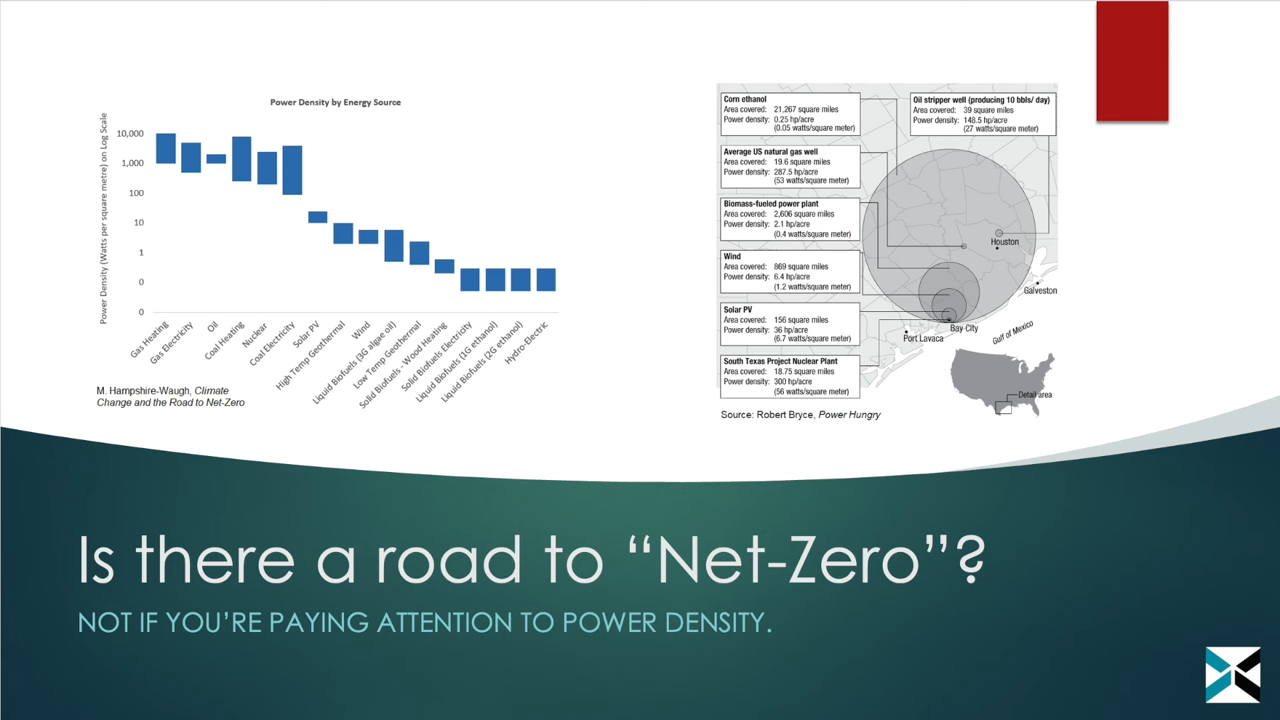 Power Density by Energy Source
Power Density (Watts per square metre) on Log Scale
10,000
1,000
100
10
1
0
0
Gas Heating
Gas Electricity
Oil
Coal Heating
Nuclear
Coal Electricity
Solar PV
High Temp Geothermal
Wind
Liquid Biofuels (3G algae oil)
Low Temp Geothermal
Solid Biofuels - Wood Heating
Solid Biofuels Electricity
Liquid Biofuels (1G ethanol)
Liquid Biofuels (2G ethanol)
Hydro-Electric
M. Hampshire-Waugh, Climate
Change and the Road to Net-Zero
Corn ethanol
Area covered: 21,267 square miles
Power density: 0.25 hp/acre
(0.05 watts/square meter)
Oil stripper well (producing 10 bbls/ day)
Area covered: 39 square miles
Power density: 148.5 hp/acre
(27 watts/square meter)
Average US natural gas well
Area covered: 19.6 square miles
Power density: 287.5 hp/acre
(53 watts/square meter)
Biomass-fueled power plant
Area covered: 2,606 square miles
Power density: 2.1 hp/acre
(0.4 watts/square meter)
Wind
Area covered: 869 square miles
Power density: 6.4 hp/acre
(1.2 watts/square meter)
Solar PV
Area covered: 156 square miles
Power density: 36 hp/acre
(6.7 watts/square meter)
South Texas Project Nuclear Plant
Area covered: 18.75 square miles
Power density: 300 hp/acre
(56 watts/square meter)
Houston
Galveston
Bay City
Port Lavaca
Gulf of Mexico
Detail area
Source: Robert Bryce, Power Hungry
Is there a road to “Net-Zero”?
NOT IF YOU’RE PAYING ATTENTION TO POWER DENSITY.